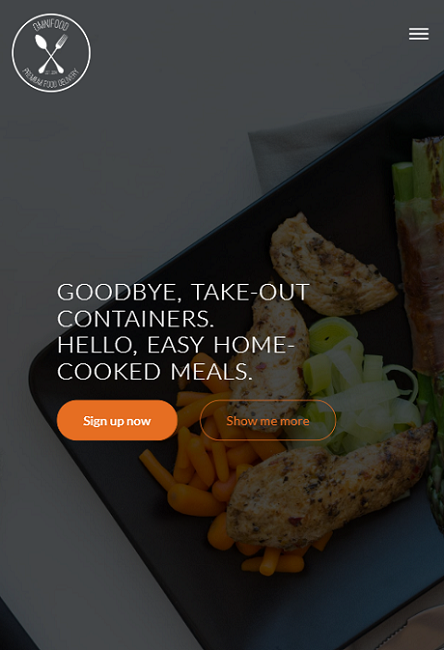 OMNIFOOD
PREMIUM FOOD DELIVERY
GOODBYE, TAKE-OUT
CONTAINERS.
HELLO, EASY HOME-
COOKED MEALS.
Sign up now
Show me more